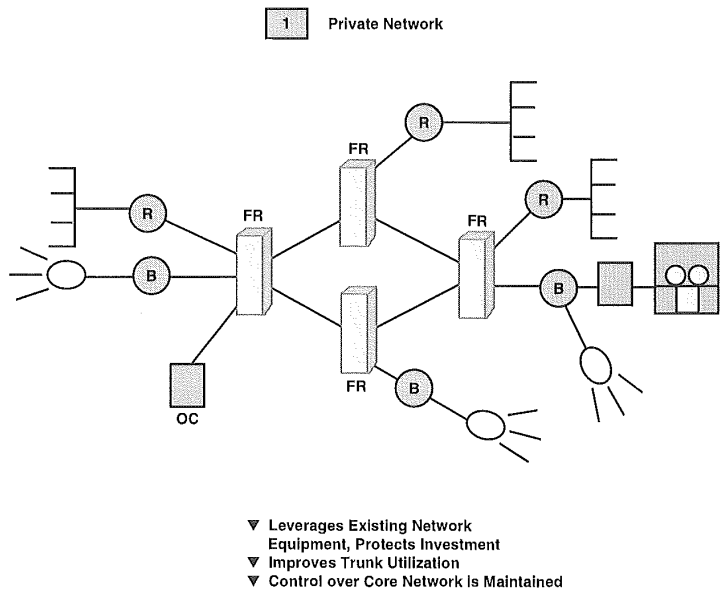 1 Private Network
R
FR
R
FR
R
FR
B
B
FR
B
OC
Leverages Existing Network
Equipment, Protects Investment
Improves Trunk Utilization
Control over Core Network is Maintained